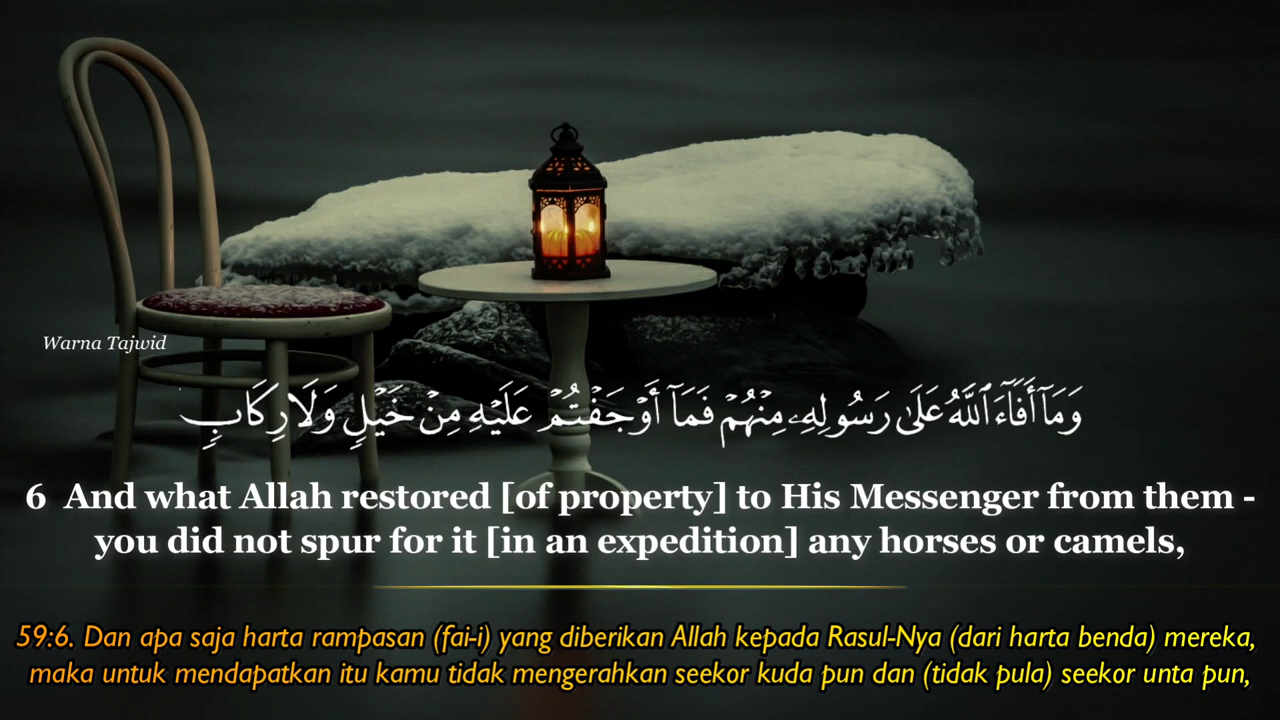 Warna Tajwid
وَمَآ أَفَآءَ ٱللَّهُ عَلَىٰ رَسُولِهِۦ مِنْهُمْ فَمَآ أَوْجَفْتُمْ عَلَيْهِ مِنْ خَيْلٍ وَلَا رِكَابٍ
6 And what Allah restored [of property] to His Messenger from them -
you did not spur for it [in an expedition] any horses or camels,
59:6. Dan apa saja harta rampasan (fai-i) yang diberikan Allah kepada Rasul-Nya (dari harta benda) mereka,
maka untuk mendapatkan itu kamu tidak mengerahkan seekor kuda pun dan (tidak pula) seekor unta pun,